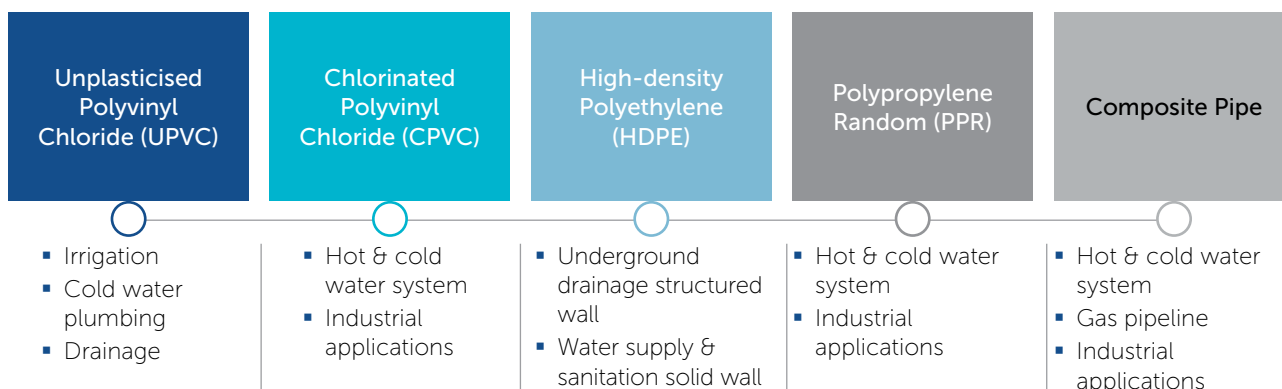 Unplasticised
Polyvinyl
Chloride (UPVC)
Chlorinated
Polyvinyl
Chloride (CPVC)
High-density
Polyethylene
(HDPE)
Polypropylene
Random (PPR)
Composite Pipe
▪ Irrigation
▪ Cold water
plumbing
▪ Drainage
▪ Hot & cold
water system
▪ Industrial
applications
▪ Underground
drainage structured
wall
▪ Water supply &
sanitation solid wall
▪ Hot & cold water
system
▪ Industrial
applications
▪ Hot & cold water
system
▪ Gas pipeline
▪ Industrial
applications